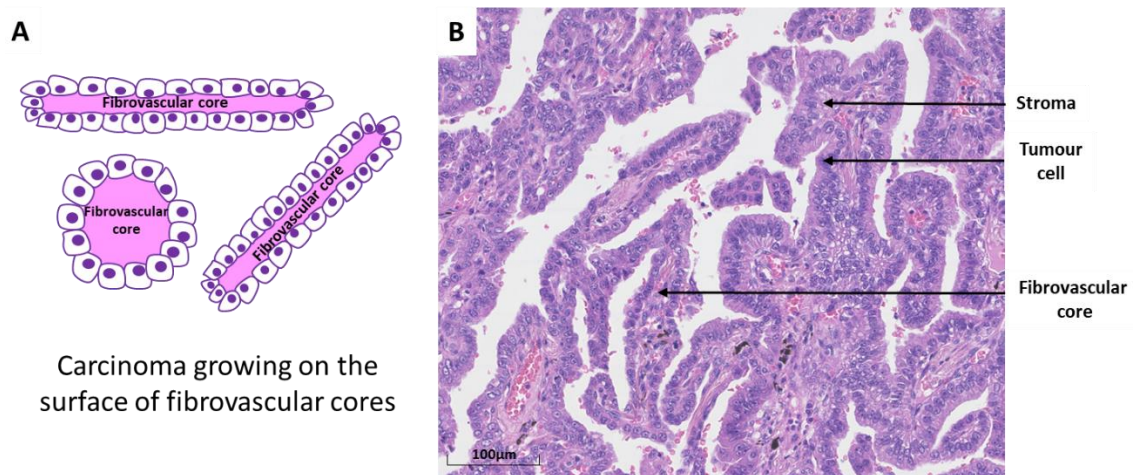 A
Fibrovascular core
Fibrovascular
core
Fibrovascular core
Carcinoma growing on the
surface of fibrovascular cores
B
Stroma
Tumour
cell
Fibrovascular
core
100µm